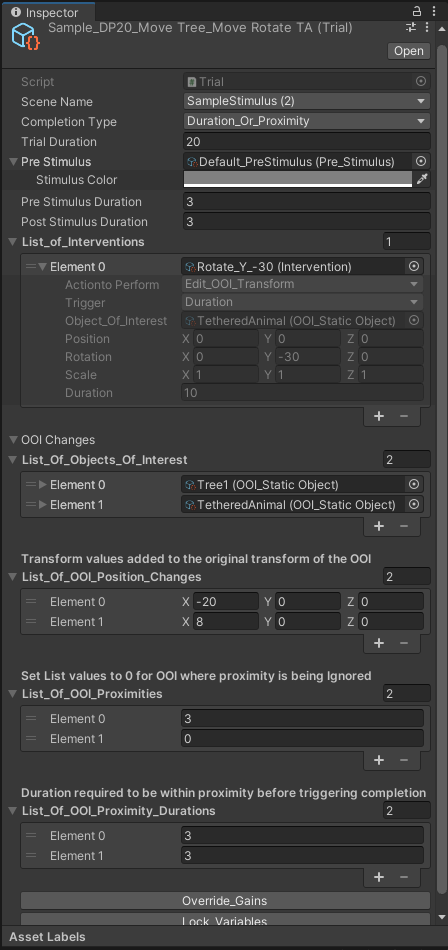 Inspector
Sample_DP20_Move Tree_Move Rotate TA (Trial)
Open
Script Trial
Scene Name SampleStimulus (2)
Completion Type Duration_Or_Proximity
Trial Duration 20
Pre Stimulus Default_PreStimulus (Pre_Stimulus)
Stimulus Color
Pre Stimulus Duration 3
Post Stimulus Duration 3
List_of_Interventions 1
Element 0 Rotate_Y_-30 (Intervention)
Actionto Perform Edit_OOI_Transform
Trigger Duration
Object_Of_Interest TetheredAnimal (OOI_Static Object)
Position X 0 Y 0 Z 0
Rotation X 0 Y -30 Z 0
Scale X 1 Y 1 Z 1
Duration 10
+ −
OOI Changes
List_Of_Objects_Of_Interest 2
Element 0 Tree1 (OOI_Static Object)
Element 1 TetheredAnimal (OOI_Static Object)
+ −
Transform values added to the original transform of the OOI
List_Of_OOI_Position_Changes 2
Element 0 X -20 Y 0 Z 0
Element 1 X 8 Y 0 Z 0
+ −
Set List values to 0 for OOI where proximity is being Ignored
List_Of_OOI_Proximities 2
Element 0 3
Element 1 0
+ −
Duration required to be within proximity before triggering completion
List_Of_OOI_Proximity_Durations 2
Element 0 3
Element 1 3
+ −
Override_Gains
Lock_Variables
Asset Labels